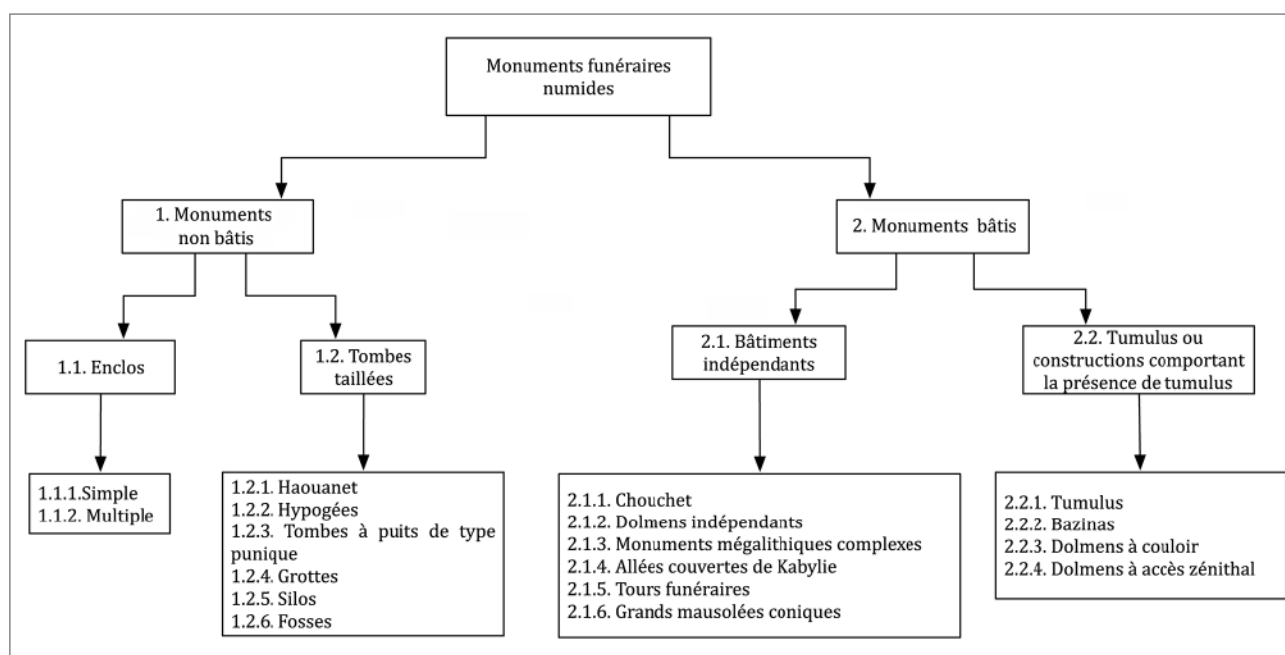 Monuments funéraires
numides
1. Monuments
non bâtis
2. Monuments bâtis
1.1. Enclos
1.2. Tombes
taillées
2.1. Bâtiments
indépendants
2.2. Tumulus ou
constructions comportant
la présence de tumulus
1.1.1.Simple
1.1.2. Multiple
1.2.1. Haouanet
1.2.2. Hypogées
1.2.3. Tombes à puits de type
punique
1.2.4. Grottes
1.2.5. Silos
1.2.6. Fosses
2.1.1. Chouchet
2.1.2. Dolmens indépendants
2.1.3. Monuments mégalithiques complexes
2.1.4. Allées couvertes de Kabylie
2.1.5. Tours funéraires
2.1.6. Grands mausolées coniques
2.2.1. Tumulus
2.2.2. Bazinas
2.2.3. Dolmens à couloir
2.2.4. Dolmens à accès zénithal